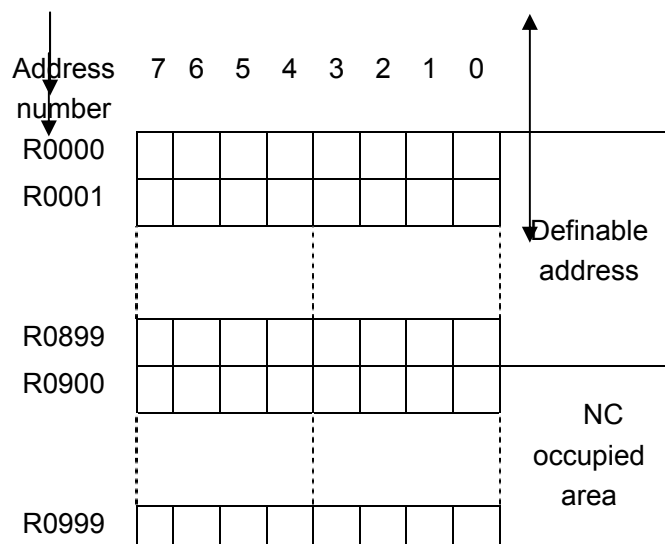 Address 7 6 5 4 3 2 1 0
number
R0000
R0001
Definable
address
R0899
R0900
NC
occupied
area
R0999